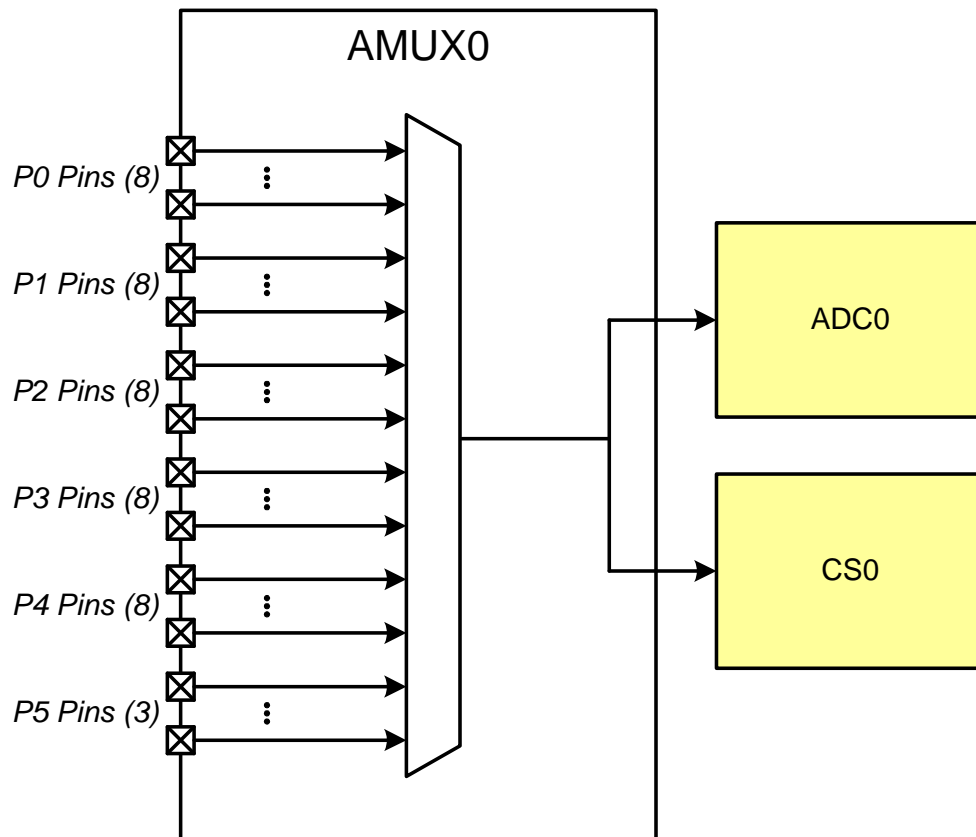 AMUX0
P0 Pins (8)
P1 Pins (8)
P2 Pins (8)
P3 Pins (8)
P4 Pins (8)
P5 Pins (3)
ADC0
CS0